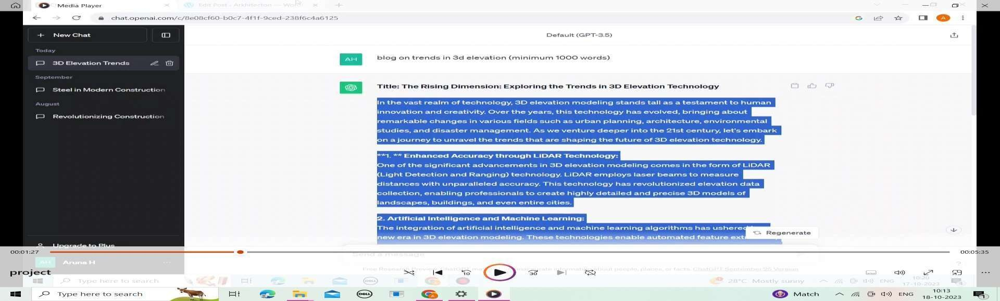 Media Player
Edit Post - Arkhitecton — Word
chat.openai.com/c/8e08cf60-b0c7-4f1f-9ced-238f6c4a6125
A
New Chat
Default (GPT-3.5)
Today
3D Elevation Trends
September
Steel in Modern Construction
August
Revolutionizing Construction
AH
blog on trends in 3d elevation (minimum 1000 words)
Title: The Rising Dimension: Exploring the Trends in 3D Elevation Technology
In the vast realm of technology, 3D elevation modeling stands tall as a testament to human
innovation and creativity. Over the years, this technology has evolved, bringing about
remarkable changes in various fields such as urban planning, architecture, environmental
studies, and disaster management. As we venture deeper into the 21st century, let's embark
on a journey to unravel the trends that are shaping the future of 3D elevation technology.
**1. ** Enhanced Accuracy through LiDAR Technology:
One of the significant advancements in 3D elevation modeling comes in the form of LiDAR
(Light Detection and Ranging) technology. LiDAR employs laser beams to measure
distances with unparalleled accuracy. This technology has revolutionized elevation data
collection, enabling professionals to create highly detailed and precise 3D models of
landscapes, buildings, and even entire cities.
2. Artificial Intelligence and Machine Learning:
The integration of artificial intelligence and machine learning algorithms has ushered
new era in 3D elevation modeling. These technologies enable automated feature
Regenerate
Upgrade to Plus
00:01:27
00:05:35
Send a message
AH
Aruna H
project
10
30
Free Research Preview. ChatGPT may inaccurate information about people, places, or facts. ChatGPT September 25 Version
Type here to search
DELL
28°C Mostly sunny
ENG
10:20
17-10-2023
Type here to search
DELL
Match
ENG
10:13
18-10-2023